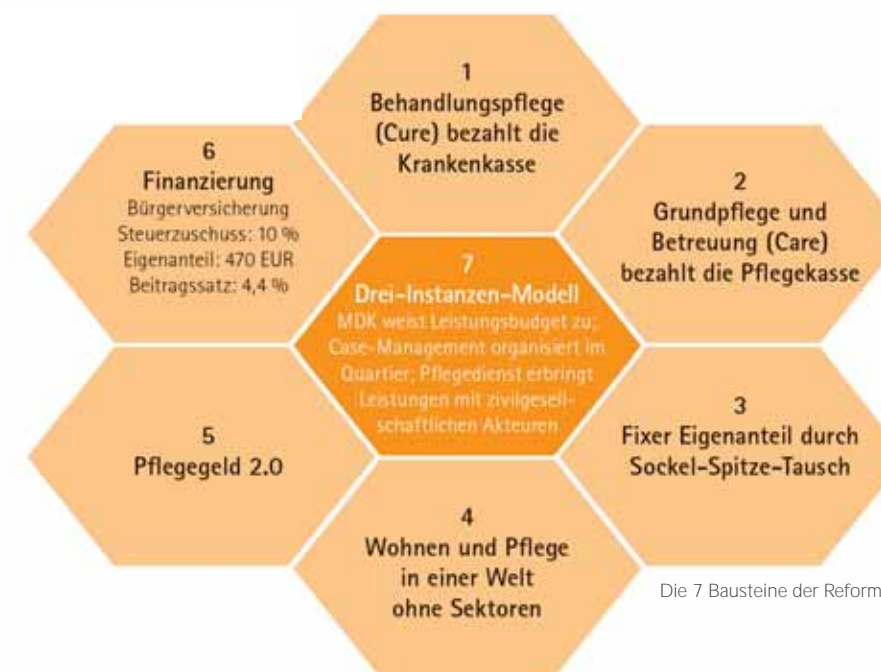 1
Behandlungspflege
(Cure) bezahlt die
Krankenkasse
2
Grundpflege und
Betreuung (Care)
bezahlt die Pflegekasse
3
Fixer Eigenanteil durch
Sockel-Spitze-Tausch
4
Wohnen und Pflege
in einer Welt
ohne Sektoren
5
Pflegegeld 2.0
6
Finanzierung
Bürgerversicherung
Steuerzuschuss: 10 %
Eigenanteil: 470 EUR
Beitragssatz: 4,4 %
7
Drei-Instanzen-Modell
MDK weist Leistungsbudget zu;
Case-Management organisiert im
Quartier; Pflegedienst erbringt
Leistungen mit zivilgesell-
schaftlichen Akteuren
Die 7 Bausteine der Reform